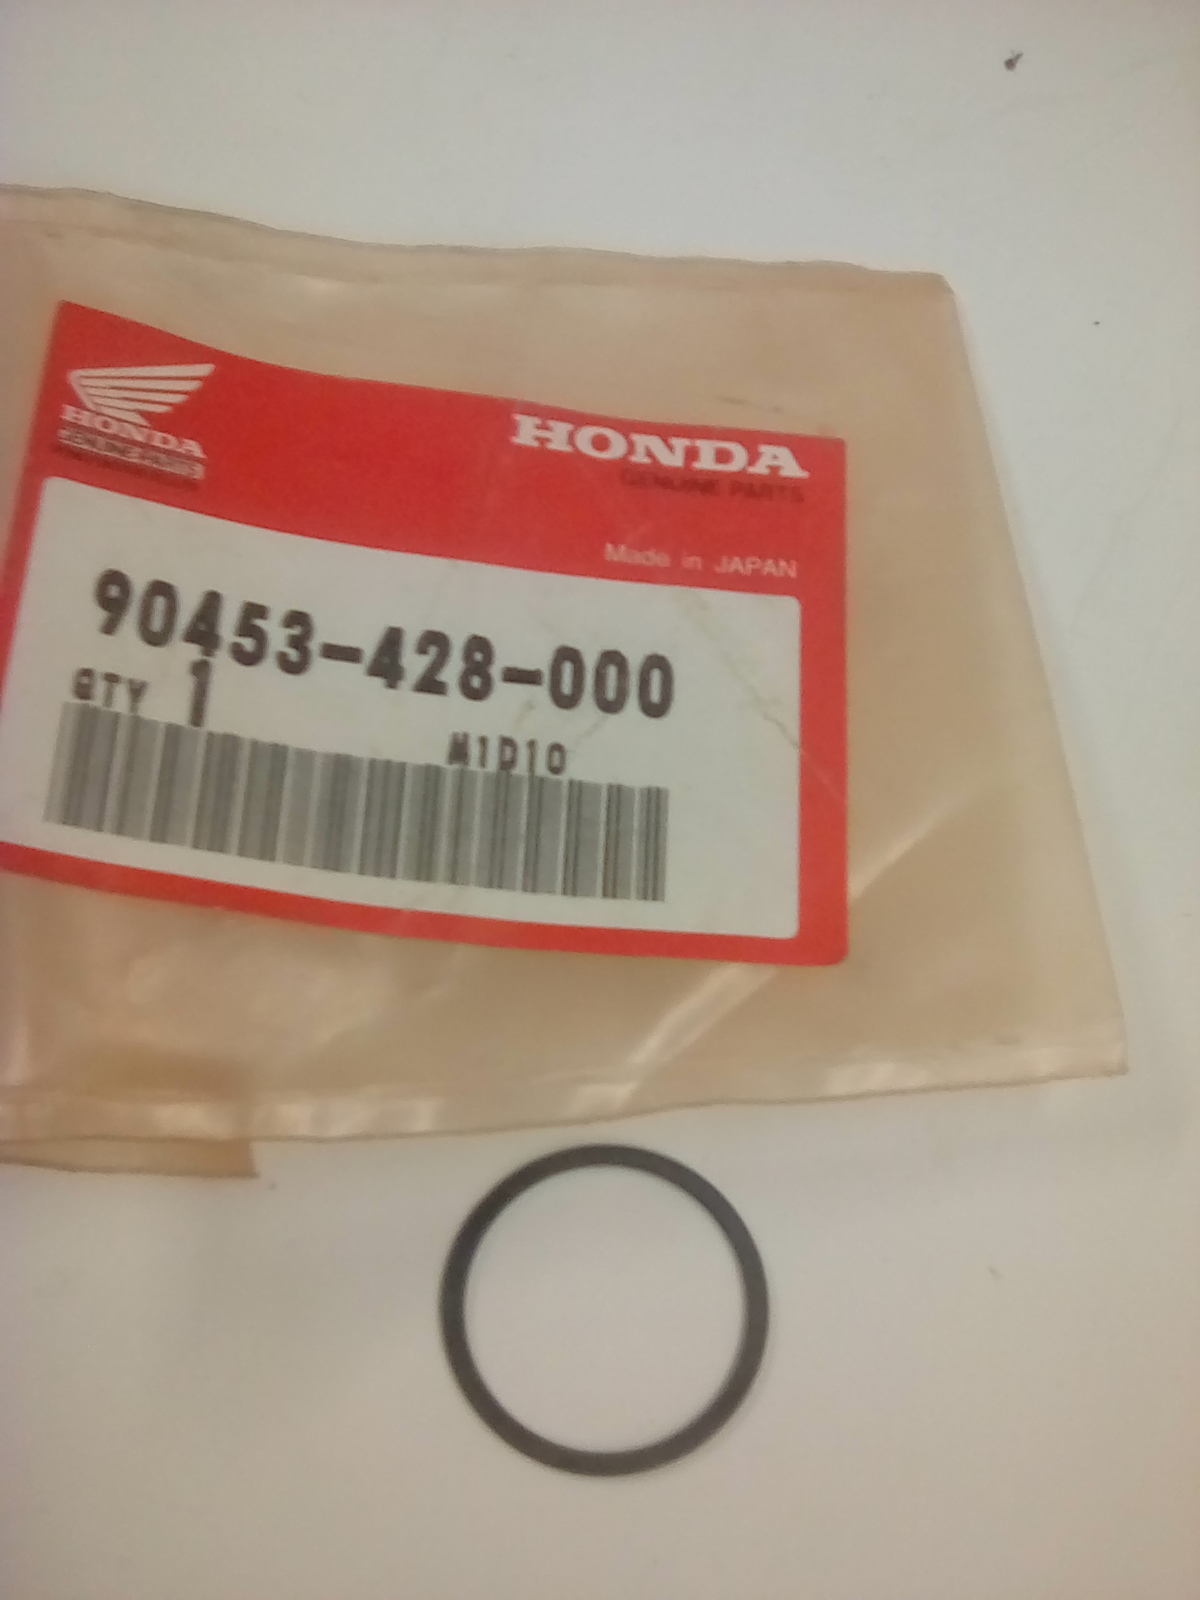 HONDA
HONDA
GENUINE PARTS
Made in JAPAN
90453-428-000
QTY 1
M1D10